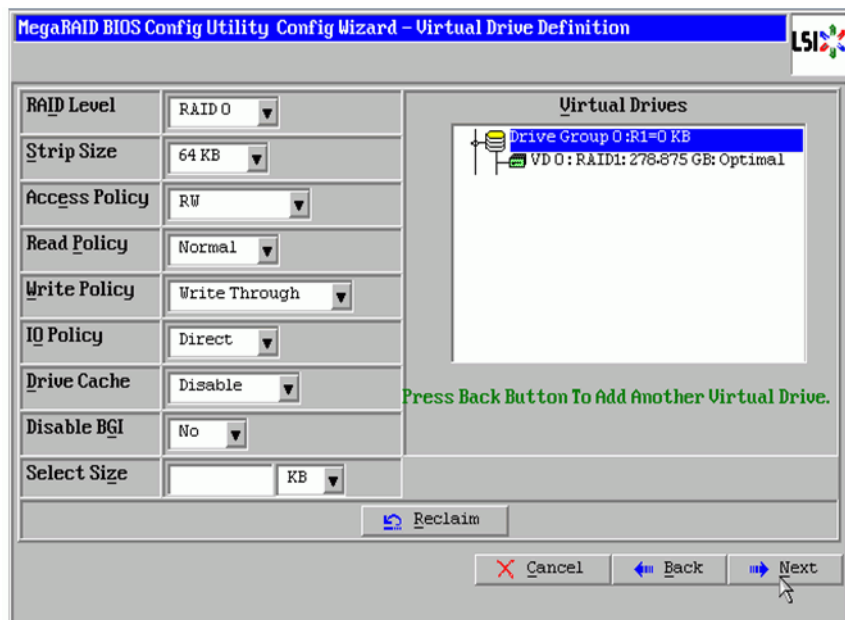 MegaRAID BIOS Config Utility Config Wizard – Virtual Drive Definition
LSI
RAID Level RAID 0
Strip Size 64 KB
Access Policy RW
Read Policy Normal
Write Policy Write Through
IO Policy Direct
Drive Cache Disable
Disable BGI No
Select Size KB
Virtual Drives
Drive Group 0 :R1=0 KB
VD 0 : RAID1: 278.875 GB: Optimal
Press Back Button To Add Another Virtual Drive.
Reclaim
Cancel Back Next